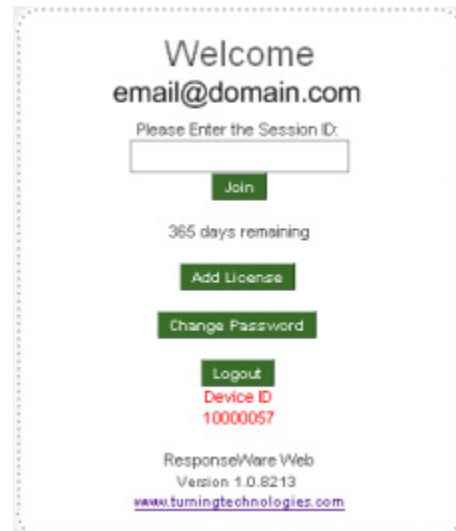 Welcome
email@domain.com
Please Enter the Session ID:
Join
365 days remaining
Add License
Change Password
Logout
Device ID
10000057
ResponseWare Web
Version 1.0.8213
www.turningtechnologies.com